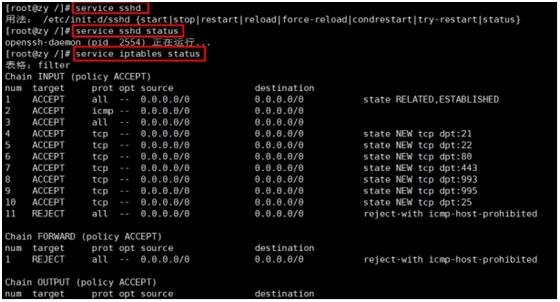 [root@zy /]# service sshd
用法: /etc/init.d/sshd {start|stop|restart|reload|force-reload|condrestart|try-restart|status}
[root@zy /]# service sshd status
openssh-daemon (pid  2554) 正在运行...
[root@zy /]# service iptables status
表格: filter
Chain INPUT (policy ACCEPT)
num  target     prot opt source               destination
1    ACCEPT     all  --  0.0.0.0/0            0.0.0.0/0           state RELATED,ESTABLISHED
2    ACCEPT     icmp --  0.0.0.0/0            0.0.0.0/0
3    ACCEPT     all  --  0.0.0.0/0            0.0.0.0/0
4    ACCEPT     tcp  --  0.0.0.0/0            0.0.0.0/0           state NEW tcp dpt:21
5    ACCEPT     tcp  --  0.0.0.0/0            0.0.0.0/0           state NEW tcp dpt:22
6    ACCEPT     tcp  --  0.0.0.0/0            0.0.0.0/0           state NEW tcp dpt:80
7    ACCEPT     tcp  --  0.0.0.0/0            0.0.0.0/0           state NEW tcp dpt:443
8    ACCEPT     tcp  --  0.0.0.0/0            0.0.0.0/0           state NEW tcp dpt:993
9    ACCEPT     tcp  --  0.0.0.0/0            0.0.0.0/0           state NEW tcp dpt:995
10   ACCEPT     tcp  --  0.0.0.0/0            0.0.0.0/0           state NEW tcp dpt:25
11   REJECT     all  --  0.0.0.0/0            0.0.0.0/0           reject-with icmp-host-prohibited
Chain FORWARD (policy ACCEPT)
num  target     prot opt source               destination
1    REJECT     all  --  0.0.0.0/0            0.0.0.0/0           reject-with icmp-host-prohibited
Chain OUTPUT (policy ACCEPT)
num  target     prot opt source               destination